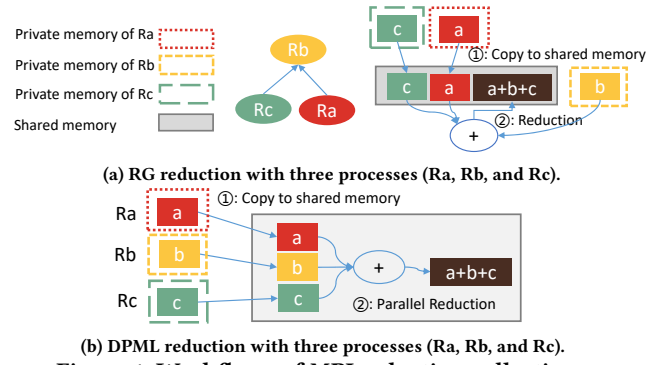 Private memory of Ra
Private memory of Rb
Private memory of Rc
Shared memory
Rb
Rc
Ra
c
a
①: Copy to shared memory
c
a
a+b+c
b
②: Reduction
+
(a) RG reduction with three processes (Ra, Rb, and Rc).
①: Copy to shared memory
Ra
a
a
Rb
b
b
+
a+b+c
Rc
c
c
②: Parallel Reduction
(b) DPML reduction with three processes (Ra, Rb, and Rc).